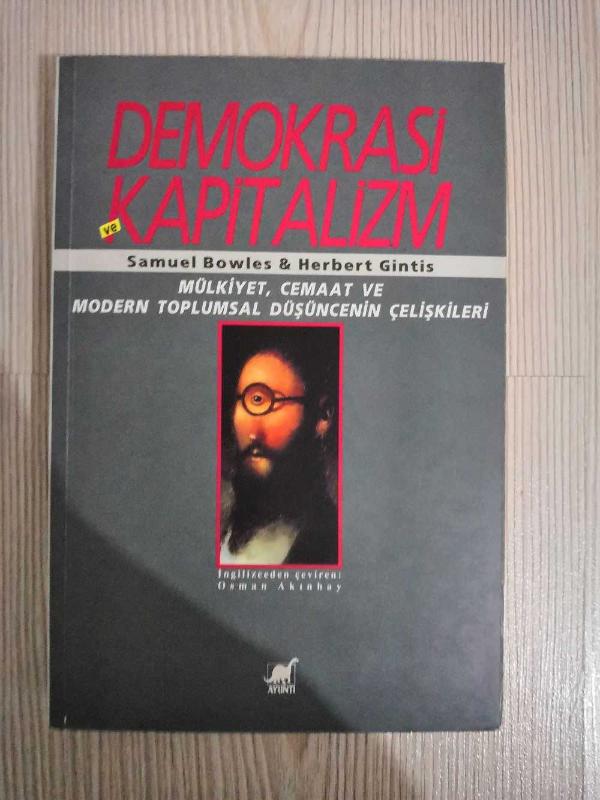 DEMOKRASİ
ve KAPİTALİZM
Samuel Bowles & Herbert Gintis
MÜLKİYET, CEMAAT VE
MODERN TOPLUMSAL DÜŞÜNCENİN ÇELİŞKİLERİ
İngilizceden çeviren:
Osman Akınhay
AYRINTI